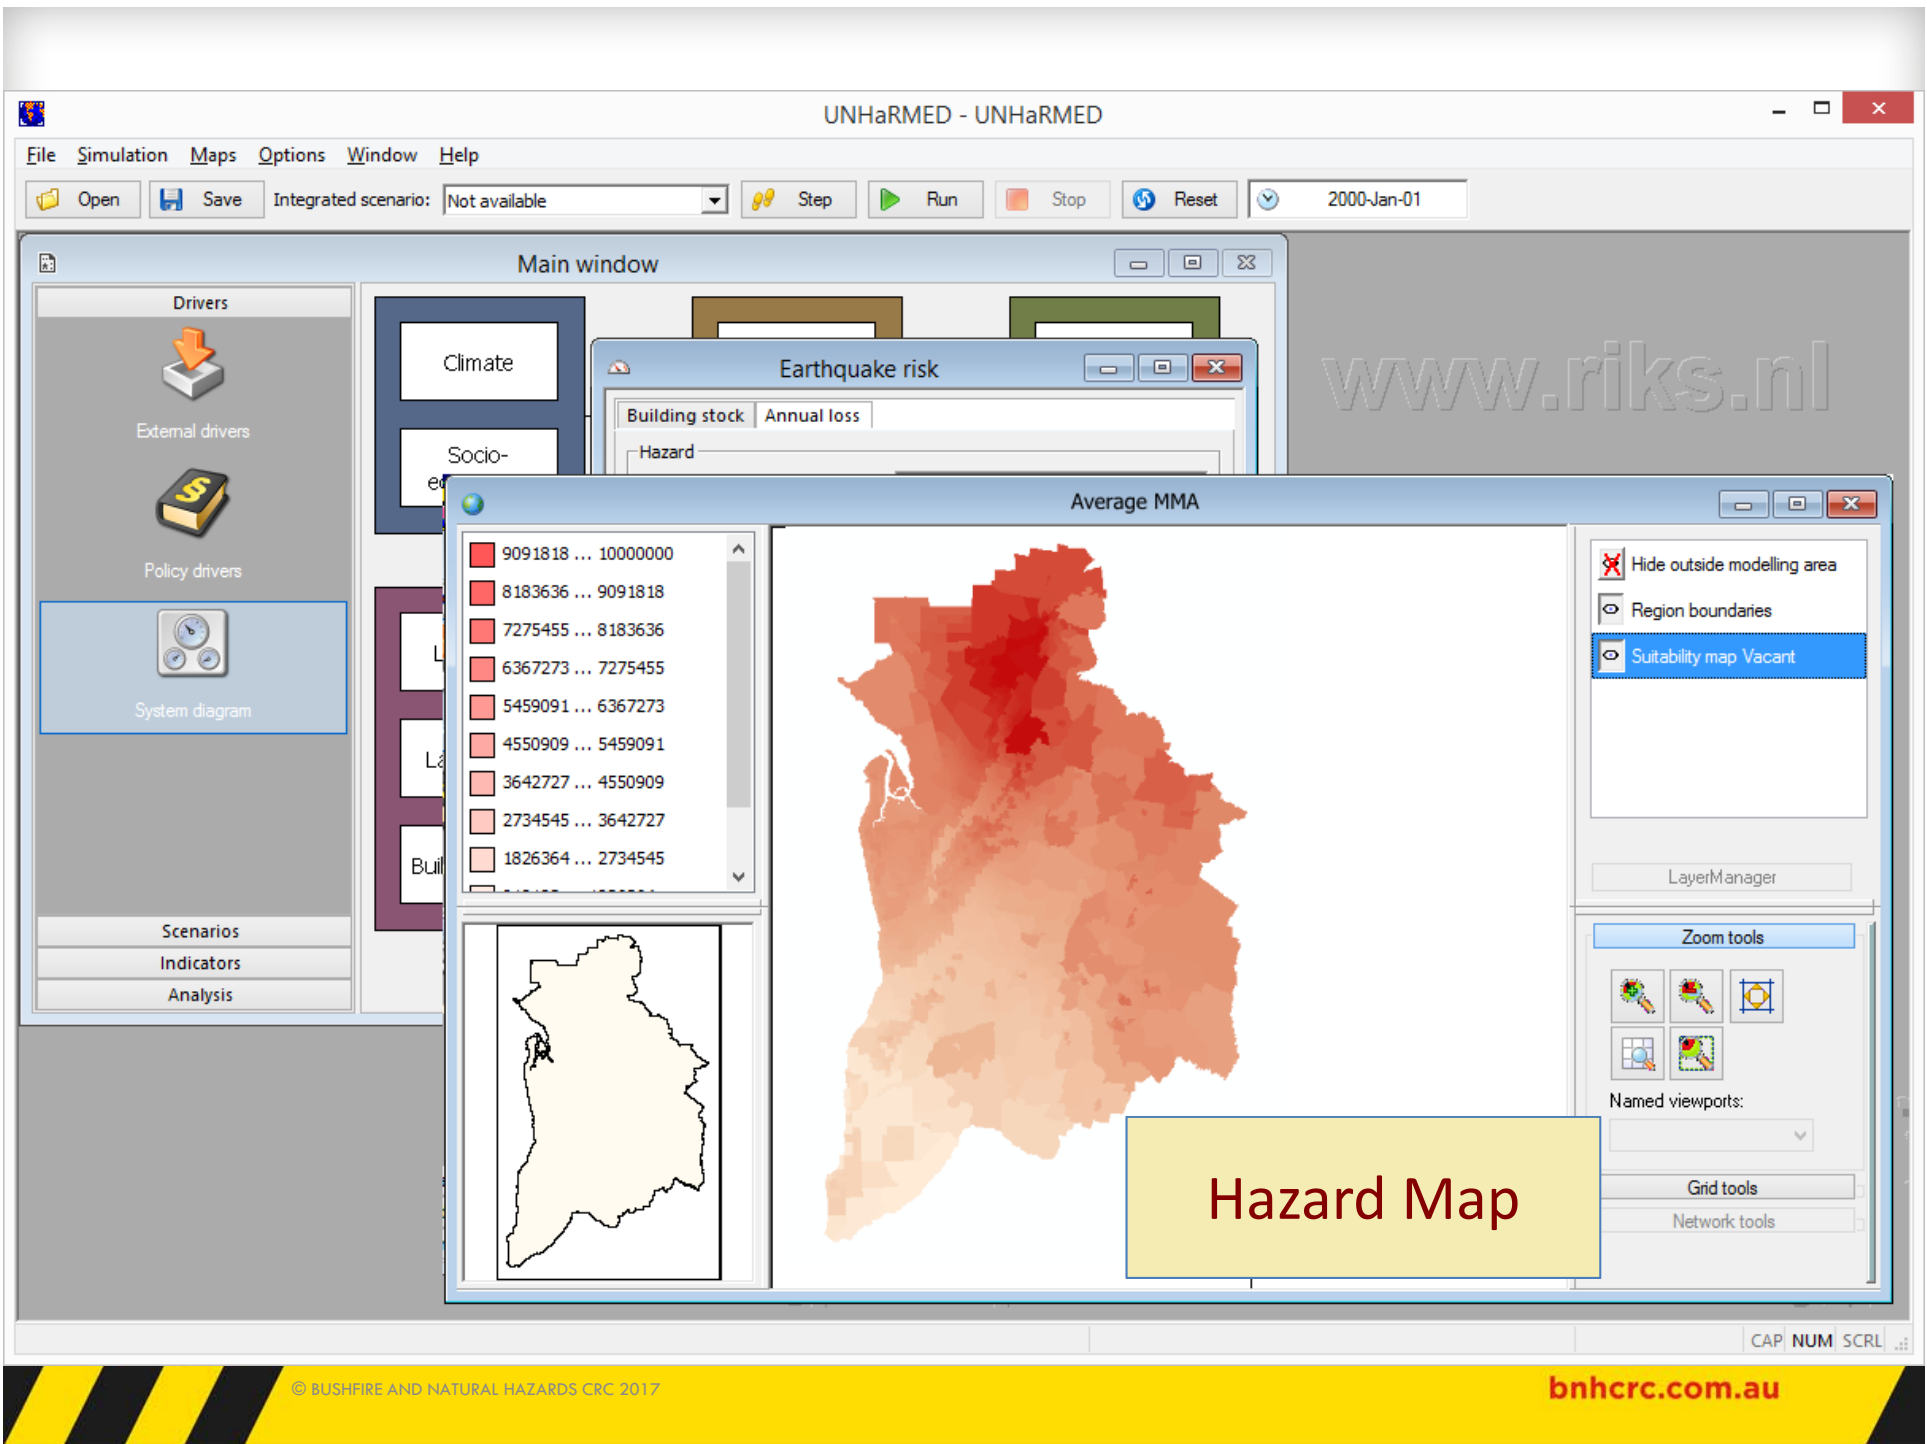 UNHaRMED - UNHaRMED
File Simulation Maps Options Window Help
Open Save Integrated scenario: Not available Step Run Stop Reset 2000-Jan-01
Main window
Drivers
External drivers
Policy drivers
System diagram
Scenarios
Indicators
Analysis
Climate
Socio-
www.riks.nl
Earthquake risk
Building stock Annual loss
Hazard
Average MMA
9091818 ... 10000000
8183636 ... 9091818
7275455 ... 8183636
6367273 ... 7275455
5459091 ... 6367273
4550909 ... 5459091
3642727 ... 4550909
2734545 ... 3642727
1826364 ... 2734545
Hide outside modelling area
Region boundaries
Suitability map Vacant
LayerManager
Zoom tools
Named viewports:
Grid tools
Network tools
Hazard Map
CAP NUM SCRL
© BUSHFIRE AND NATURAL HAZARDS CRC 2017
bnhcrc.com.au